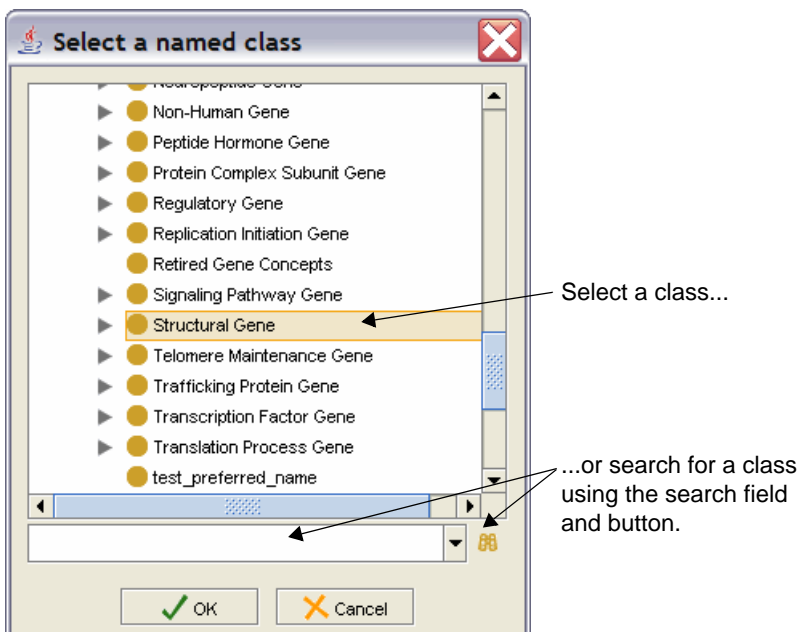 Select a named class
Neuropeptide Gene
Non-Human Gene
Peptide Hormone Gene
Protein Complex Subunit Gene
Regulatory Gene
Replication Initiation Gene
Retired Gene Concepts
Signaling Pathway Gene
Structural Gene
Telomere Maintenance Gene
Trafficking Protein Gene
Transcription Factor Gene
Translation Process Gene
test_preferred_name
Select a class...
...or search for a class
using the search field
and button.
OK
Cancel